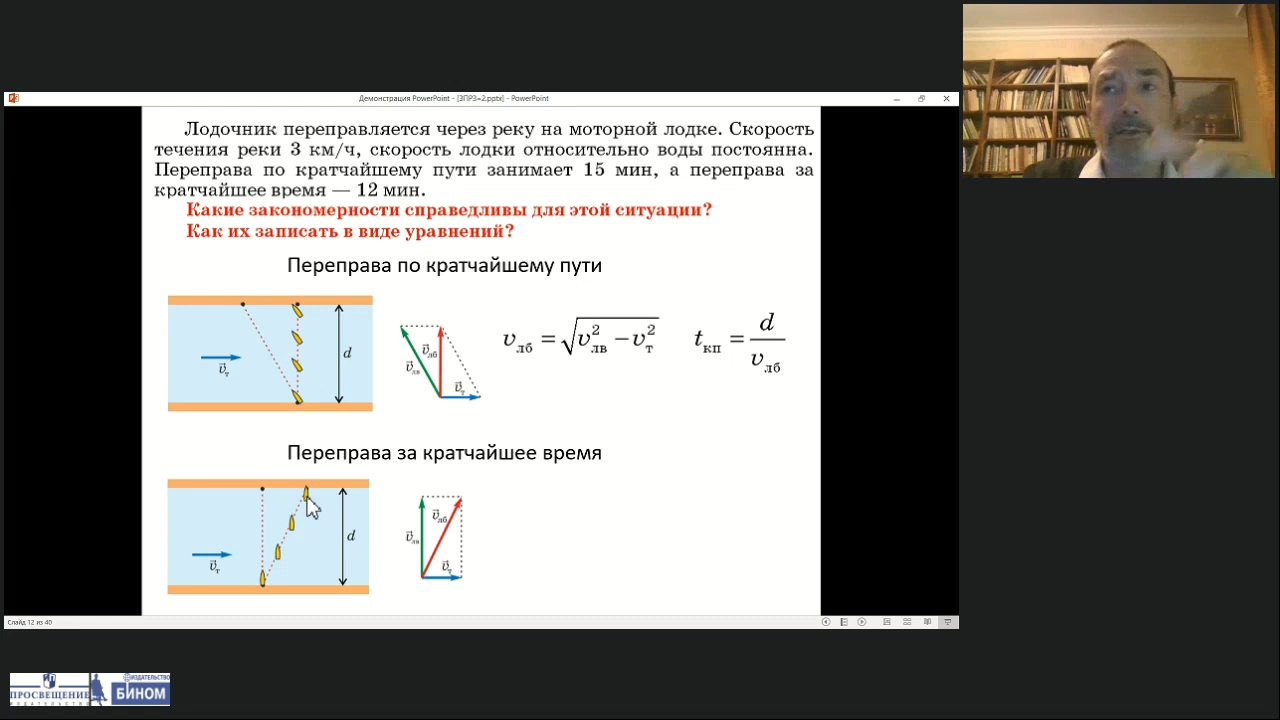 Демонстрация PowerPoint - [ЗПРЗ=2.pptx] - PowerPoint
Лодочник переправляется через реку на моторной лодке. Скорость
течения реки 3 км/ч, скорость лодки относительно воды постоянна.
Переправа по кратчайшему пути занимает 15 мин, а переправа за
кратчайшее время — 12 мин.
Какие закономерности справедливы для этой ситуации?
Как их записать в виде уравнений?
Переправа по кратчайшему пути
v⃗т
d
v⃗лв
v⃗лб
v⃗т
vлб = √(vлв² − vт²)
tкп = d / vлб
Переправа за кратчайшее время
v⃗т
d
v⃗лв
v⃗лб
v⃗т
Слайд 12 из 40
ПРОСВЕЩЕНИЕ
ИЗДАТЕЛЬСТВО
ИЗДАТЕЛЬСТВО
БИНОМ